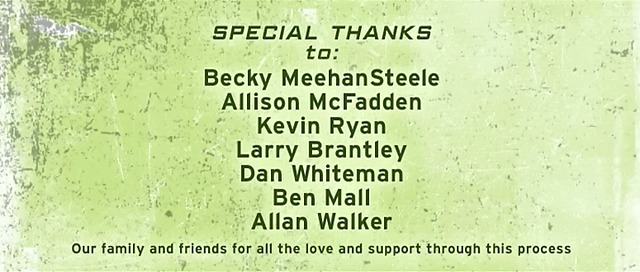 SPECIAL THANKS
to:
Becky MeehanSteele
Allison McFadden
Kevin Ryan
Larry Brantley
Dan Whiteman
Ben Mall
Allan Walker
Our family and friends for all the love and support through this process